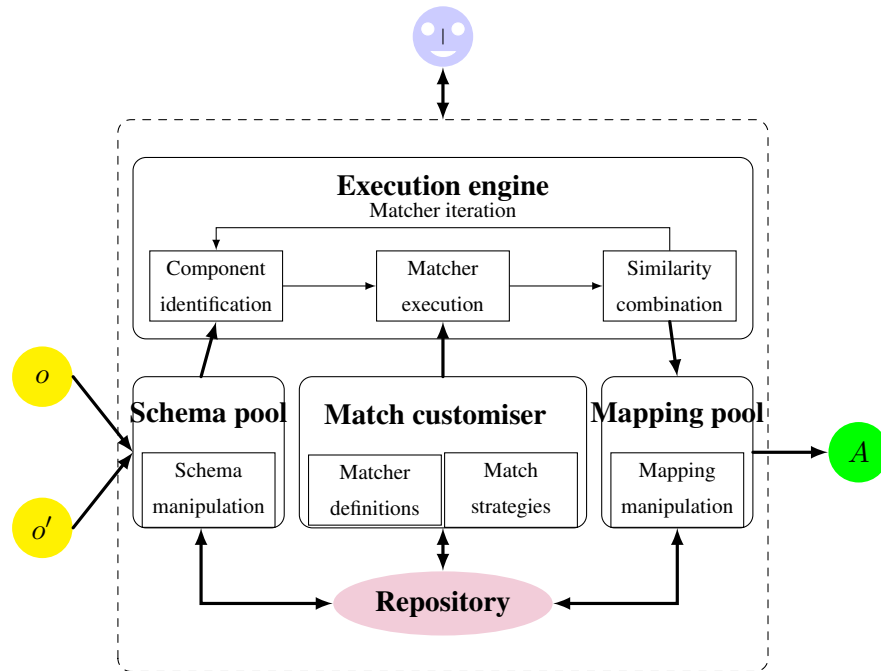 Execution engine
Matcher iteration
Component
identification
Matcher
execution
Similarity
combination
o
o′
Schema pool
Schema
manipulation
Match customiser
Matcher
definitions
Match
strategies
Mapping pool
Mapping
manipulation
A
Repository